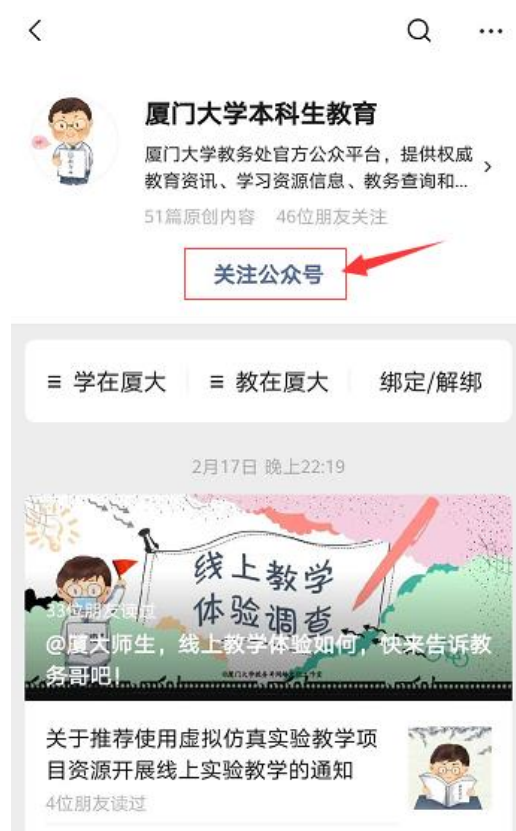 厦门大学本科生教育
厦门大学教务处官方公众平台，提供权威
教育资讯、学习资源信息、教务查询和...
51篇原创内容 46位朋友关注
关注公众号
≡ 学在厦大 ≡ 教在厦大 绑定/解绑
2月17日 晚上22:19
线上教学
体验调查
33位朋友读过
@厦大师生，线上教学体验如何，快来告诉教
务哥吧！
关于推荐使用虚拟仿真实验教学项
目资源开展线上实验教学的通知
4位朋友读过